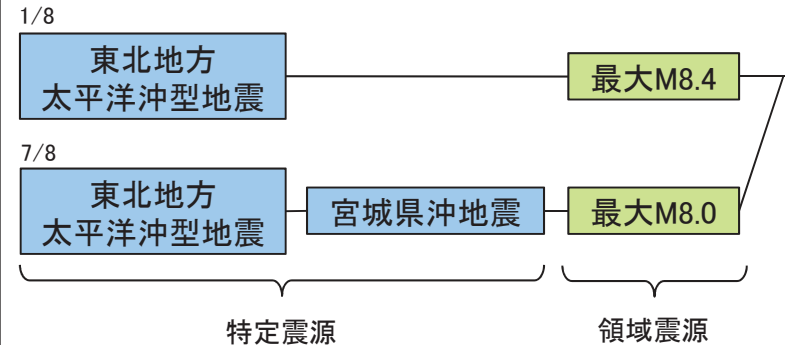 1/8
東北地方
太平洋沖型地震
最大M8.4
7/8
東北地方
太平洋沖型地震
宮城県沖地震
最大M8.0
特定震源
領域震源